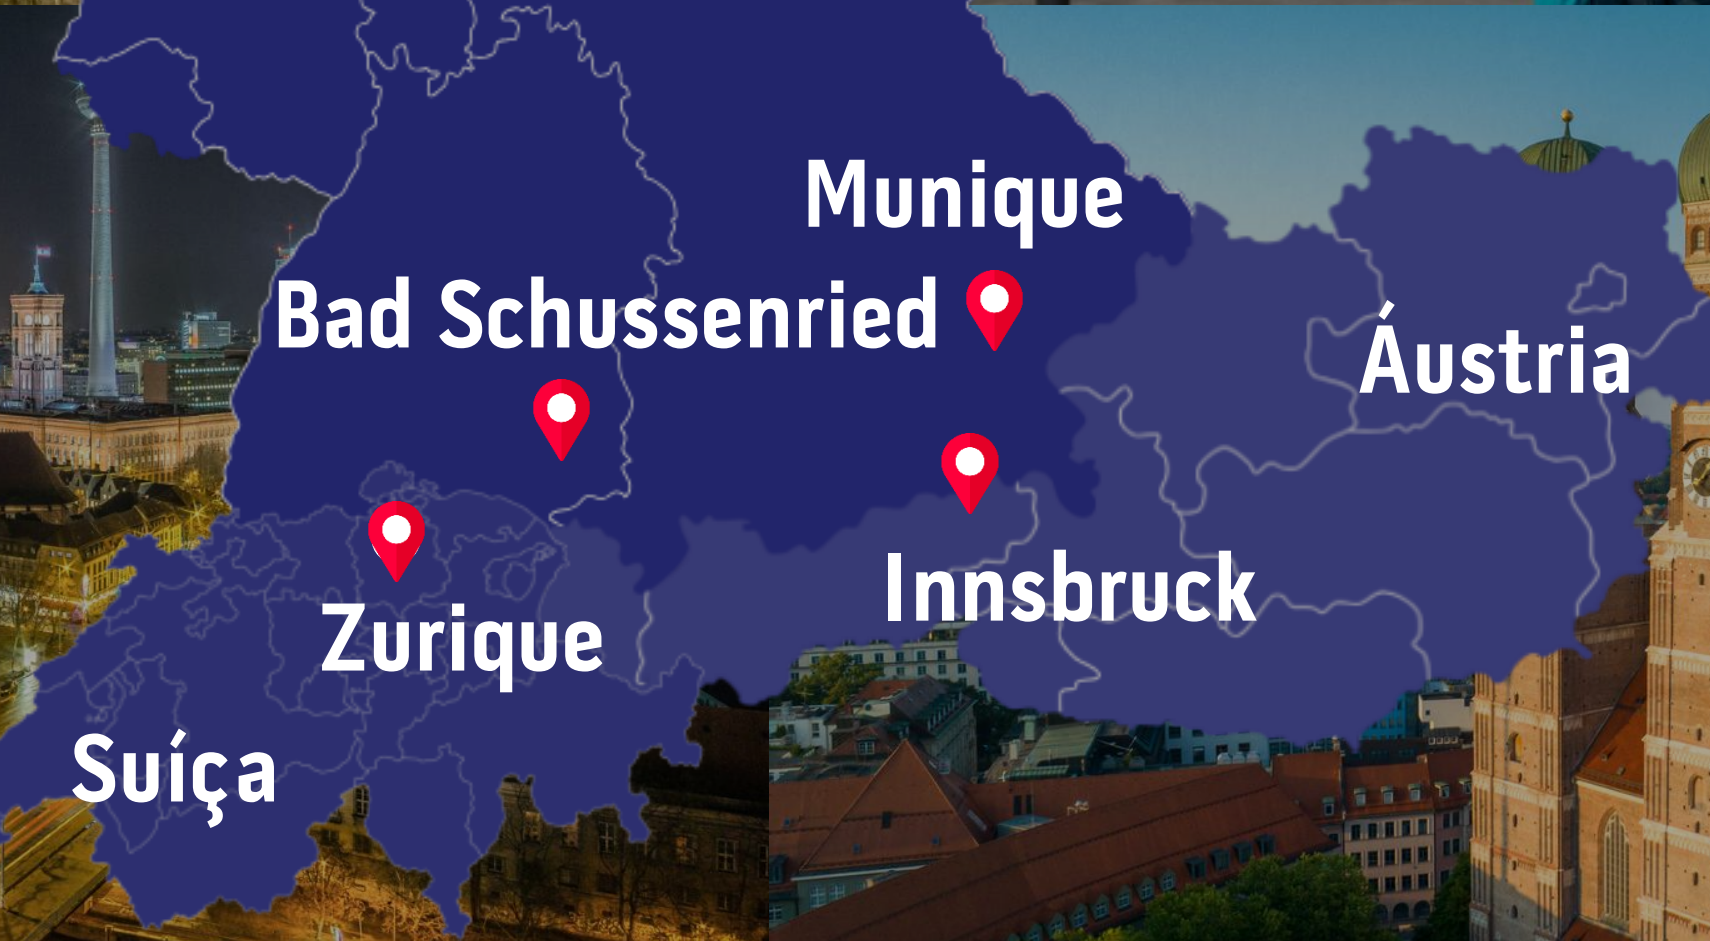 Munique
Bad Schussenried
Áustria
Innsbruck
Zurique
Suíça